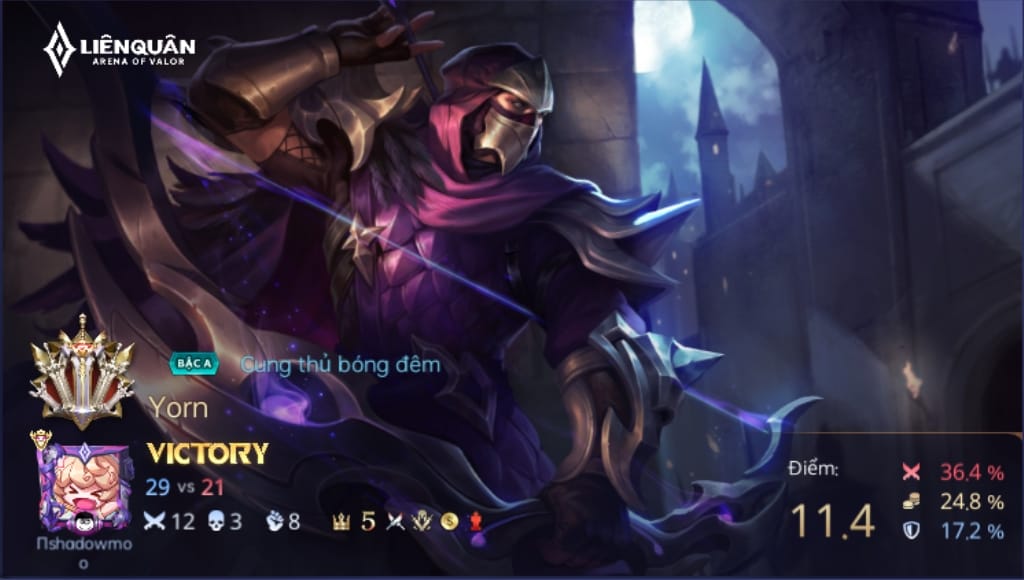 LIÊNQUÂN
ARENA OF VALOR
BẬC A Cung thủ bóng đêm
Yorn
VICTORY
29 vs 21
12 3 8 5
Пshadowmo
o
Điểm:
11.4
36.4 %
24.8 %
17.2 %